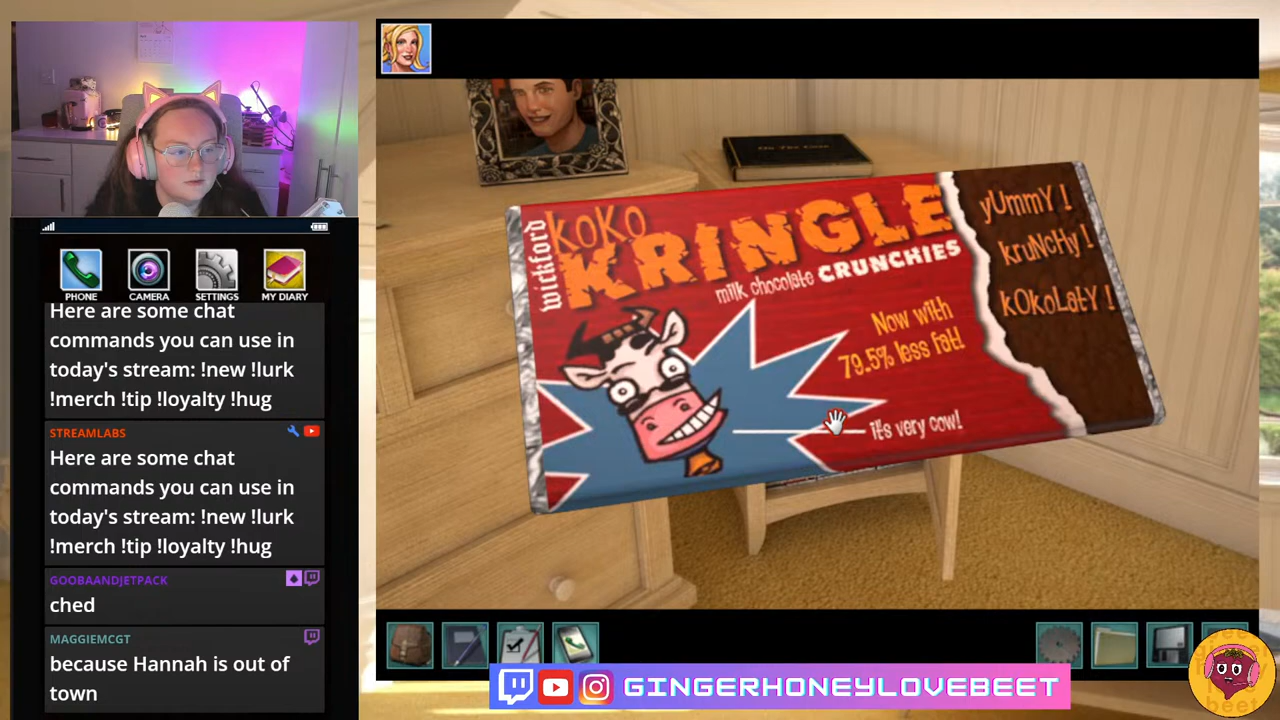 PHONE
CAMERA
SETTINGS
MY DIARY
Here are some chat
commands you can use in
today's stream: !new !lurk
!merch !tip !loyalty !hug
STREAMLABS
Here are some chat
commands you can use in
today's stream: !new !lurk
!merch !tip !loyalty !hug
GOOBAANDJETPACK
ched
MAGGIEMCGT
because Hannah is out of
town
On The Case
wickford
KOKO
KRINGLE
milk chocolate CRUNCHIES
Now with
79.5% less fat!
it's very cow!
yUmmY !
kruNcHy !
kOkoLatY !
GINGERHONEYLOVEBEET